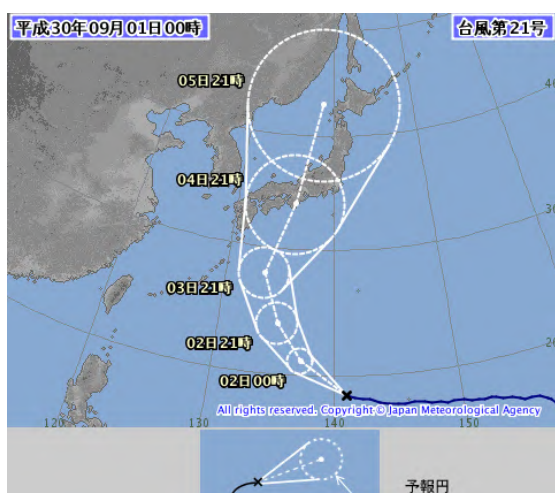 平成30年09月01日00時
台風第21号
05日21時
04日21時
03日21時
02日21時
02日00時
40
30
20
All rights reserved. Copyright © Japan Meteorological Agency
120
130
140
150
予報円